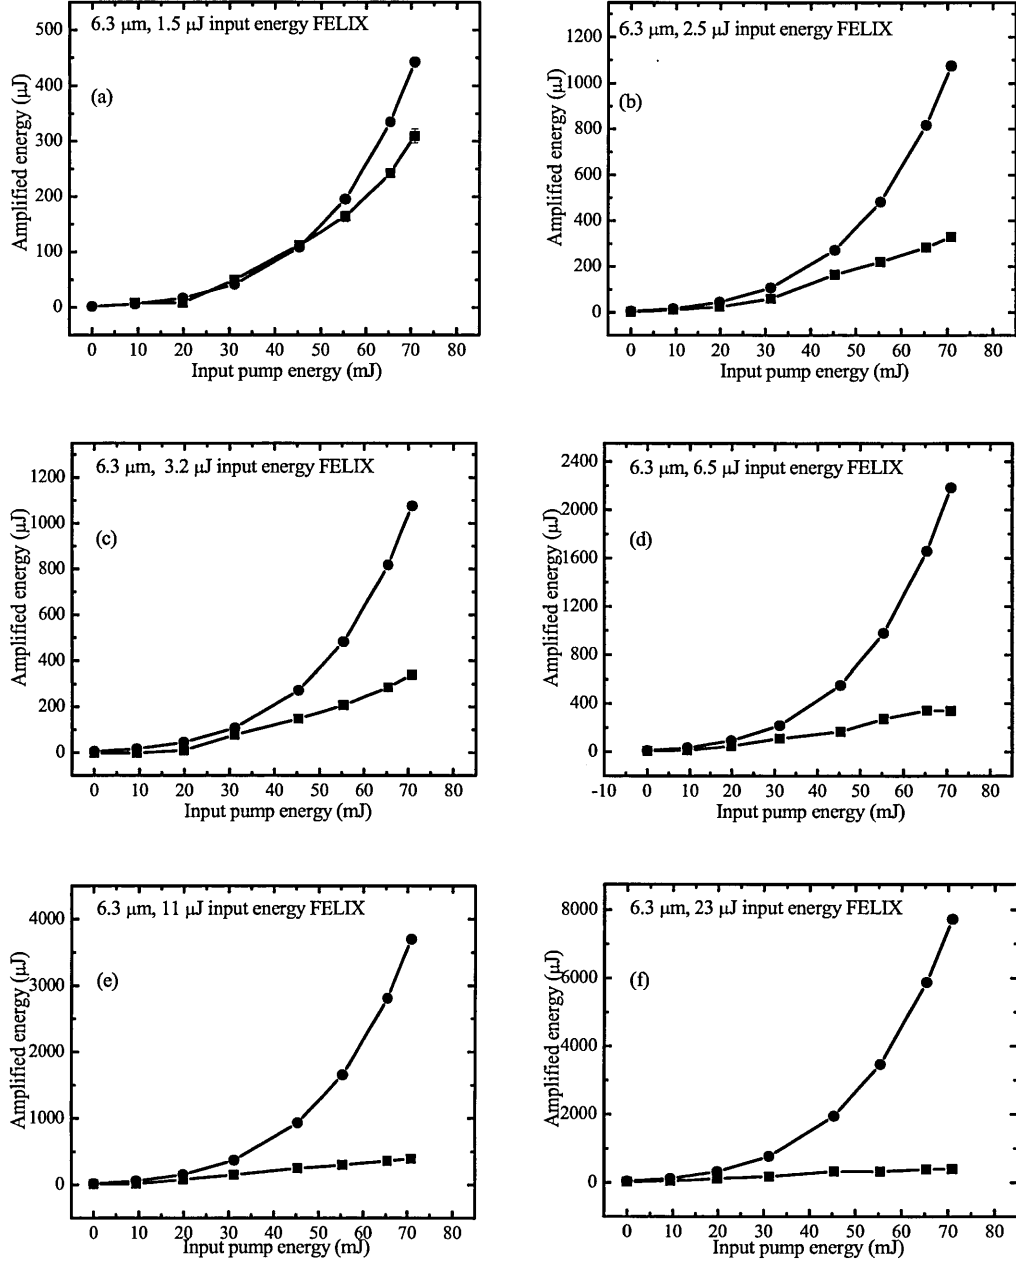 6.3 μm, 1.5 μJ input energy FELIX
(a)
Amplified energy (μJ)
500
400
300
200
100
0
0 10 20 30 40 50 60 70 80
Input pump energy (mJ)
6.3 μm, 2.5 μJ input energy FELIX
(b)
Amplified energy (μJ)
1200
1000
800
600
400
200
0
0 10 20 30 40 50 60 70 80
Input pump energy (mJ)
6.3 μm, 3.2 μJ input energy FELIX
(c)
Amplified energy (μJ)
1200
1000
800
600
400
200
0
0 10 20 30 40 50 60 70 80
Input pump energy (mJ)
6.3 μm, 6.5 μJ input energy FELIX
(d)
Amplified energy (μJ)
2400
2000
1600
1200
800
400
0
-10 0 10 20 30 40 50 60 70 80
Input pump energy (mJ)
6.3 μm, 11 μJ input energy FELIX
(e)
Amplified energy (μJ)
4000
3000
2000
1000
0
0 10 20 30 40 50 60 70 80
Input pump energy (mJ)
6.3 μm, 23 μJ input energy FELIX
(f)
Amplified energy (μJ)
8000
6000
4000
2000
0
0 10 20 30 40 50 60 70 80
Input pump energy (mJ)